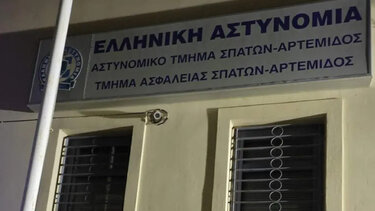 ΕΛΛΗΝΙΚΗ ΑΣΤΥΝΟΜΙΑ
ΑΣΤΥΝΟΜΙΚΟ ΤΜΗΜΑ ΣΠΑΤΩΝ-ΑΡΤΕΜΙΔΟΣ
ΤΜΗΜΑ ΑΣΦΑΛΕΙΑΣ ΣΠΑΤΩΝ-ΑΡΤΕΜΙΔΟΣ